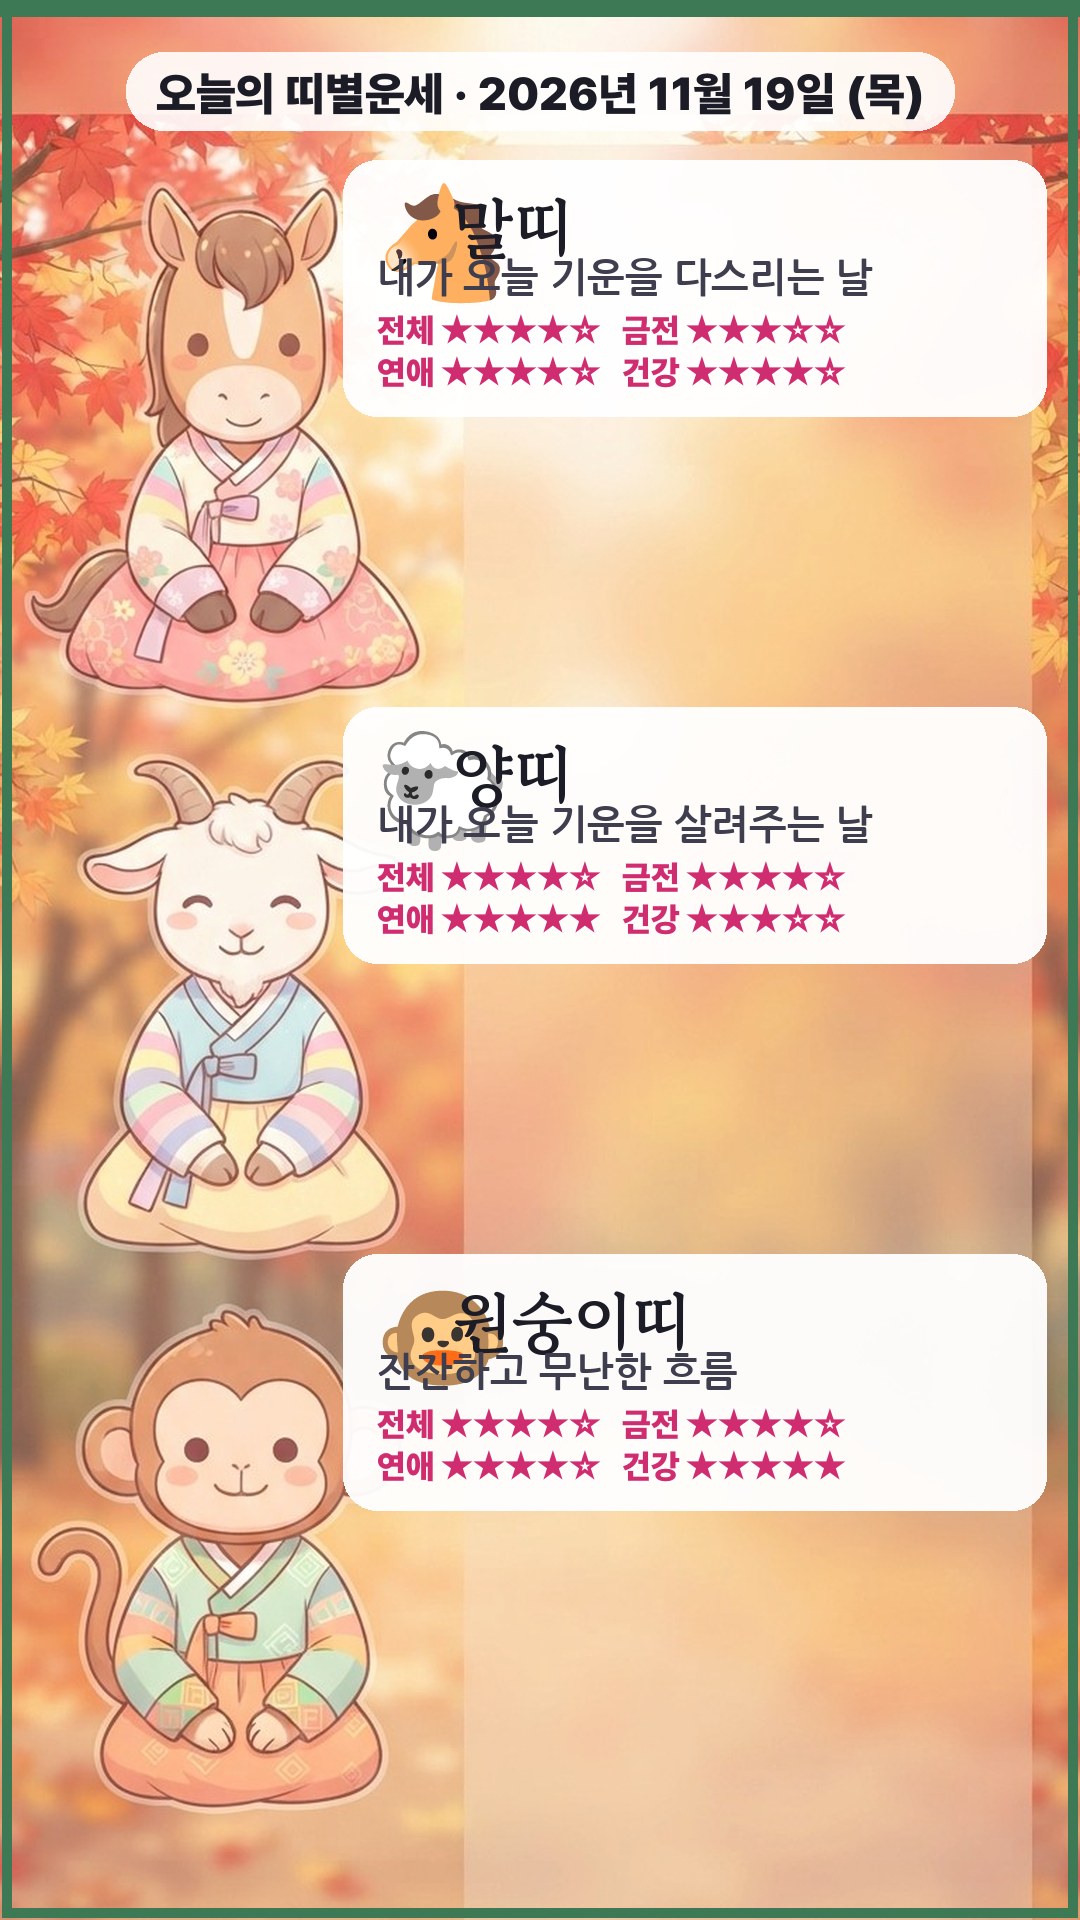 오늘의 띠별운세 · 2026년 11월 19일 (목)
말띠
내가 오늘 기운을 다스리는 날
전체 ★★★★☆ 금전 ★★★☆☆
연애 ★★★★☆ 건강 ★★★★☆
양띠
내가 오늘 기운을 살려주는 날
전체 ★★★★☆ 금전 ★★★★☆
연애 ★★★★★ 건강 ★★★☆☆
원숭이띠
잔잔하고 무난한 흐름
전체 ★★★★☆ 금전 ★★★★☆
연애 ★★★★☆ 건강 ★★★★★